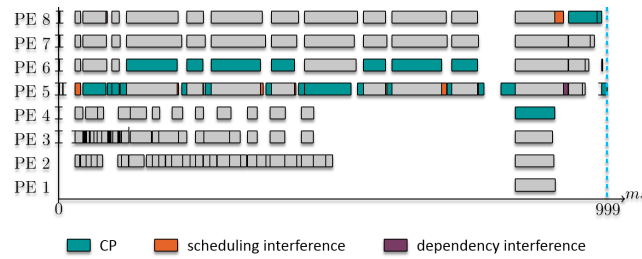 PE 8
PE 7
PE 6
PE 5
PE 4
PE 3
PE 2
PE 1
0 999
CP scheduling interference dependency interference